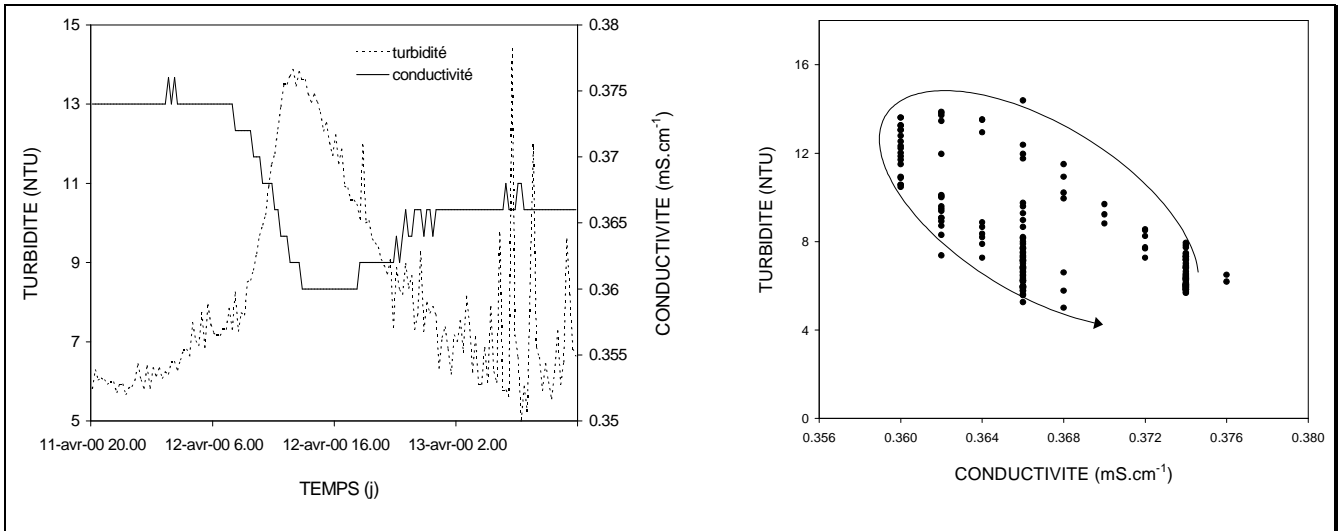 15
13
11
9
7
5
TURBIDITE (NTU)
turbidité
conductivité
0.38
0.375
0.37
0.365
0.36
0.355
0.35
CONDUCTIVITE (mS.cm-1)
11-avr-00 20.00 12-avr-00 6.00 12-avr-00 16.00 13-avr-00 2.00
TEMPS (j)
16
12
8
4
0
TURBIDITE (NTU)
0.356 0.360 0.364 0.368 0.372 0.376 0.380
CONDUCTIVITE (mS.cm-1)